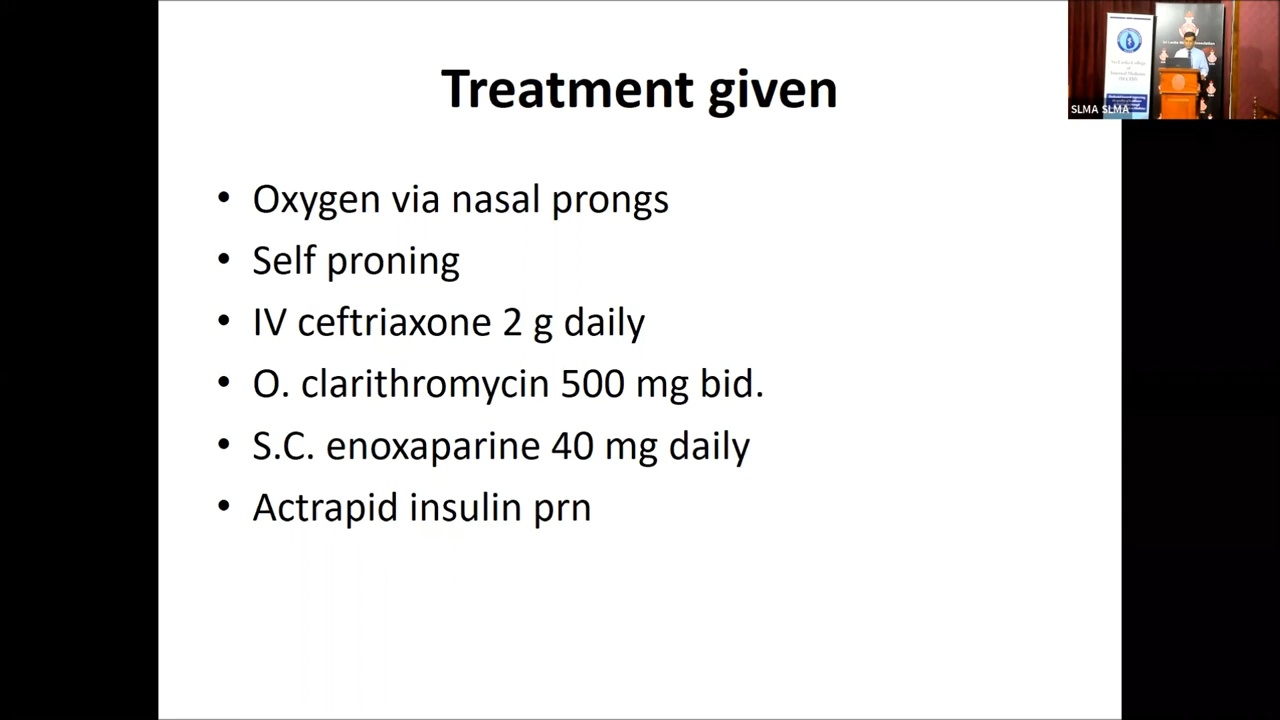 Treatment given
• Oxygen via nasal prongs
• Self proning
• IV ceftriaxone 2 g daily
• O. clarithromycin 500 mg bid.
• S.C. enoxaparine 40 mg daily
• Actrapid insulin prn
SLMA SLMA